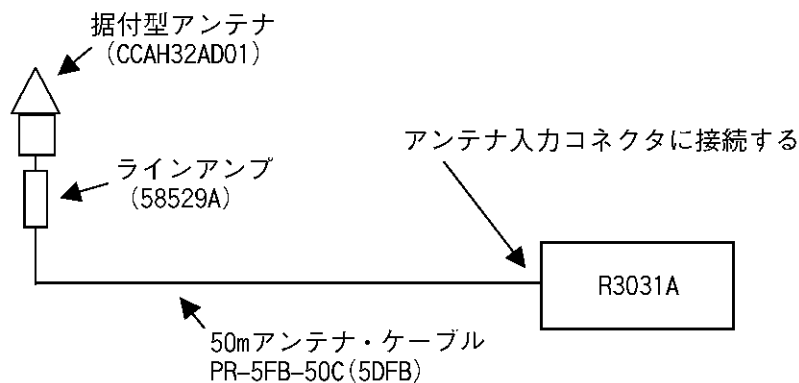 据付型アンテナ
(CCAH32AD01)
アンテナ入力コネクタに接続する
ラインアンプ
(58529A)
R3031A
50mアンテナ・ケーブル
PR-5FB-50C(5DFB)